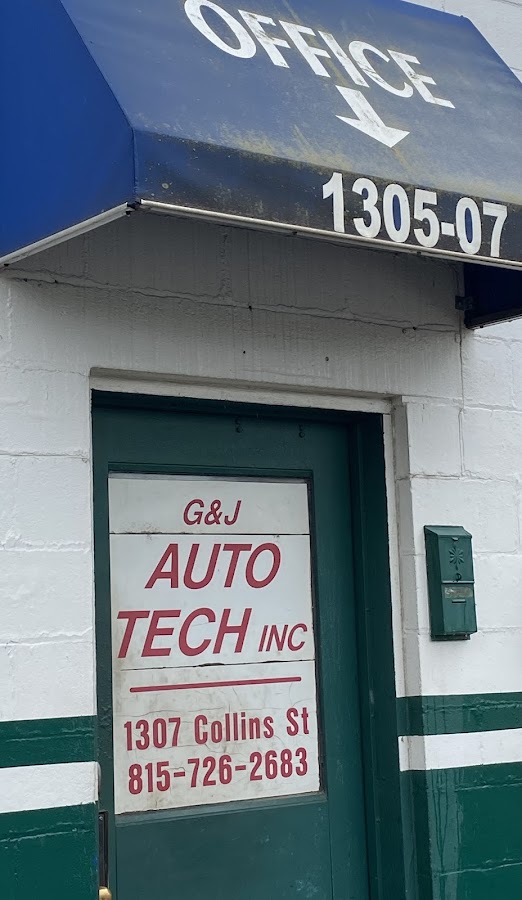 OFFICE
1305-07
G&J
AUTO
TECH INC
1307 Collins St
815-726-2683